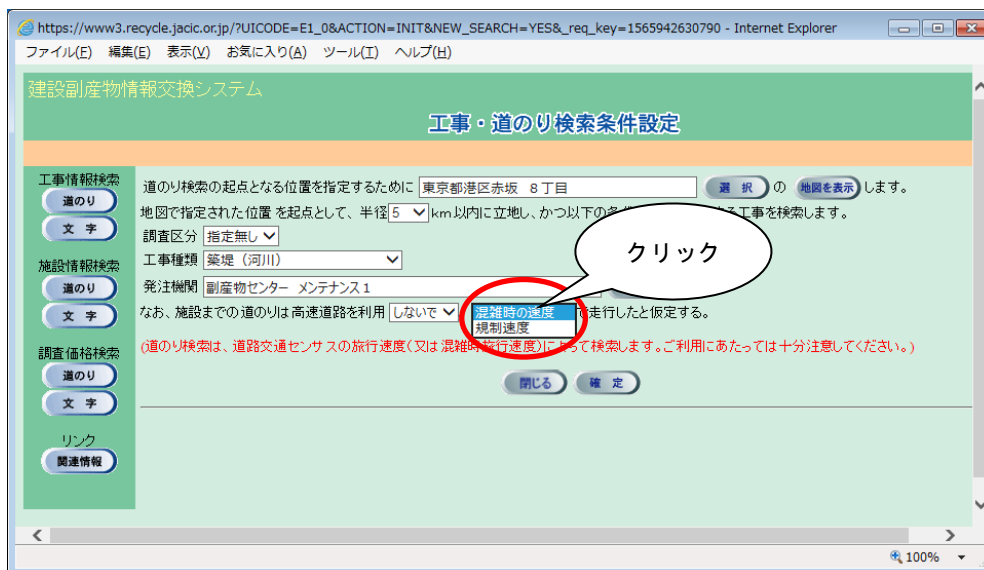 https://www3.recycle.jacic.or.jp/?UICODE=E1_0&ACTION=INIT&NEW_SEARCH=YES&_req_key=1565942630790 - Internet Explorer
ファイル(F) 編集(E) 表示(V) お気に入り(A) ツール(T) ヘルプ(H)
建設副産物情報交換システム
工事・道のり検索条件設定
工事情報検索
道のり
文 字
施設情報検索
道のり
文 字
調査価格検索
道のり
文 字
リンク
関連情報
道のり検索の起点となる位置を指定するために 東京都港区赤坂 8丁目 選 択 の 地図を表示 します。
地図で指定された位置 を起点として、半径 5 km以内に立地し、かつ以下の条 る工事を検索します。
調査区分 指定無し
工事種類 築堤(河川)
発注機関 副産物センター メンテナンス1
なお、施設までの道のりは高速道路を利用 しないで 混雑時の速度 で走行したと仮定する。
規制速度
(道のり検索は、道路交通センサスの旅行速度(又は混雑時旅行速度)によって検索します。ご利用にあたっては十分注意してください。)
閉じる 確 定
クリック
100%